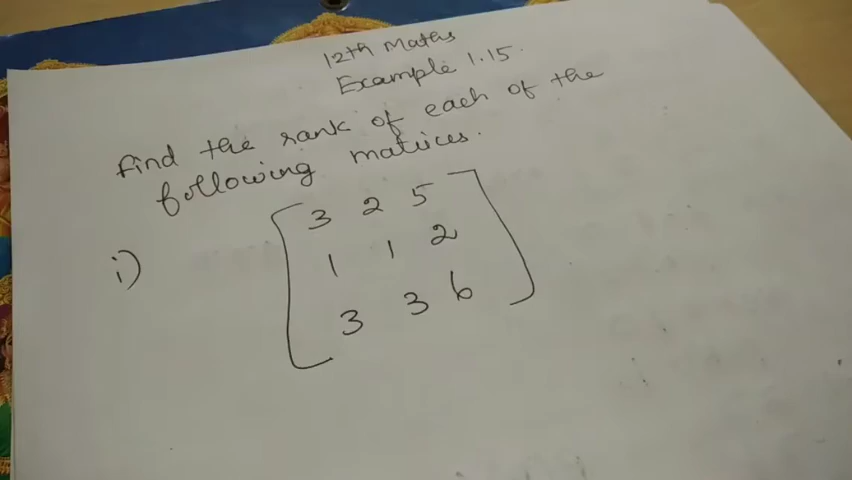 12th Maths
Example 1.15.
Find the rank of each of the
following matrices.
i)
3 2 5
1 1 2
3 3 6